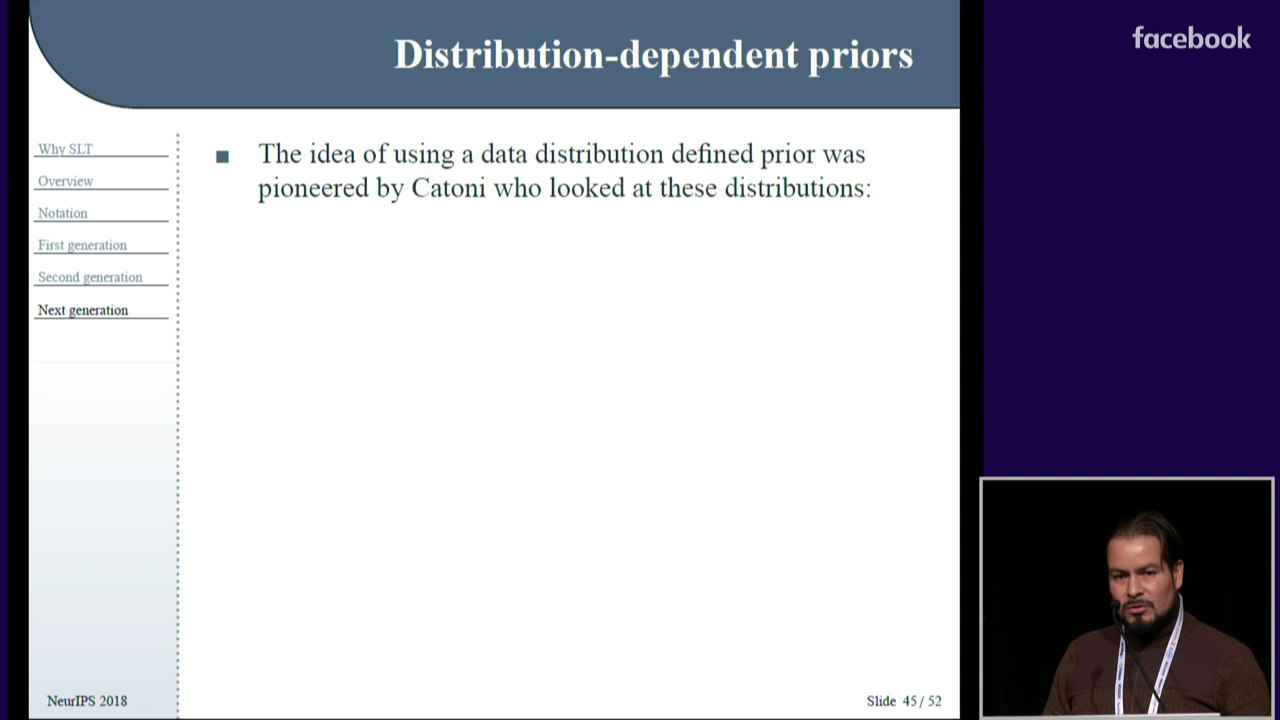 Distribution-dependent priors
facebook
Why SLT
Overview
Notation
First generation
Second generation
Next generation
■ The idea of using a data distribution defined prior was
pioneered by Catoni who looked at these distributions:
NeurIPS 2018
Slide 45 / 52